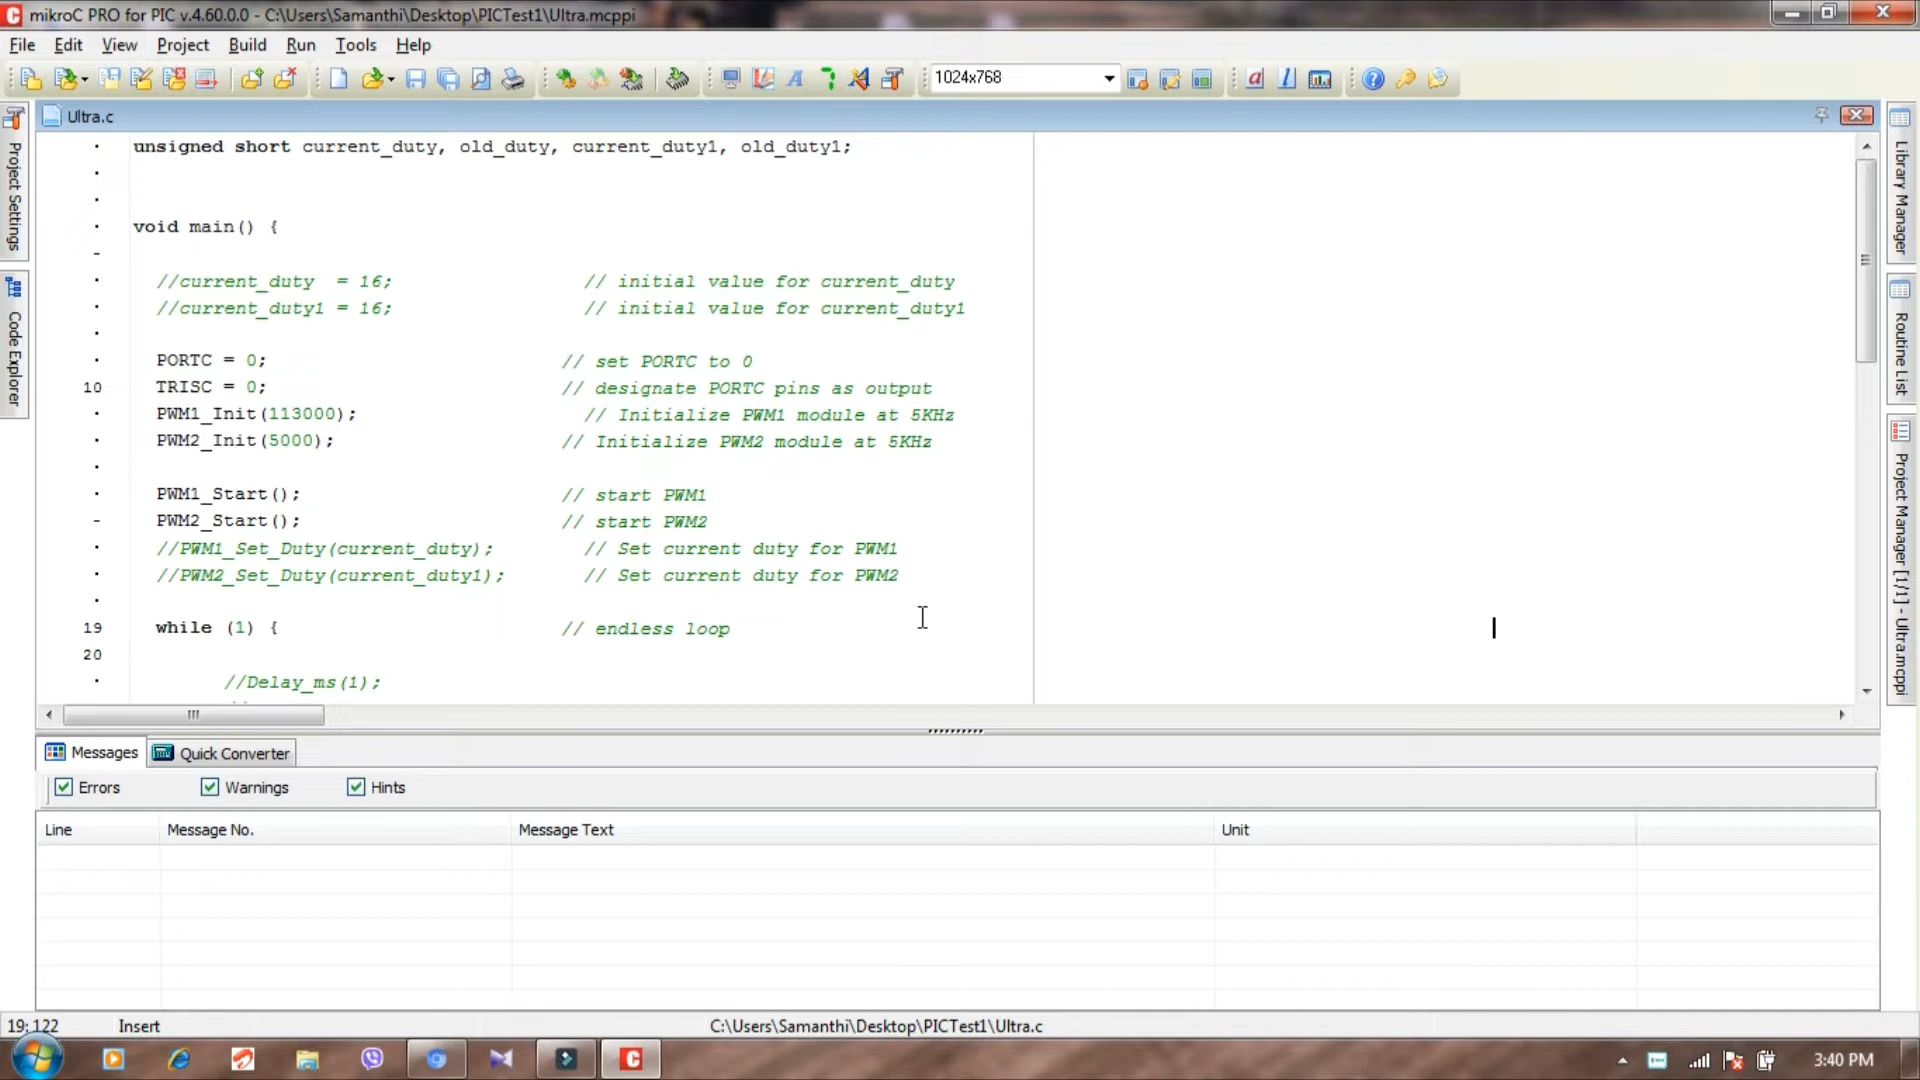 mikroC PRO for PIC v.4.60.0.0 - C:\Users\Samanthi\Desktop\PICTest1\Ultra.mcppi
File Edit View Project Build Run Tools Help
1024x768
Ultra.c
Project Settings
Code Explorer
Library Manager
Routine List
Project Manager [1/1] - Ultra.mcppi
unsigned short current_duty, old_duty, current_duty1, old_duty1;
void main() {
//current_duty = 16; // initial value for current_duty
//current_duty1 = 16; // initial value for current_duty1
PORTC = 0; // set PORTC to 0
10 TRISC = 0; // designate PORTC pins as output
PWM1_Init(113000); // Initialize PWM1 module at 5KHz
PWM2_Init(5000); // Initialize PWM2 module at 5KHz
PWM1_Start(); // start PWM1
PWM2_Start(); // start PWM2
//PWM1_Set_Duty(current_duty); // Set current duty for PWM1
//PWM2_Set_Duty(current_duty1); // Set current duty for PWM2
19 while (1) { // endless loop
20
//Delay_ms(1);
Messages Quick Converter
Errors Warnings Hints
Line Message No. Message Text Unit
19: 122 Insert C:\Users\Samanthi\Desktop\PICTest1\Ultra.c
3:40 PM